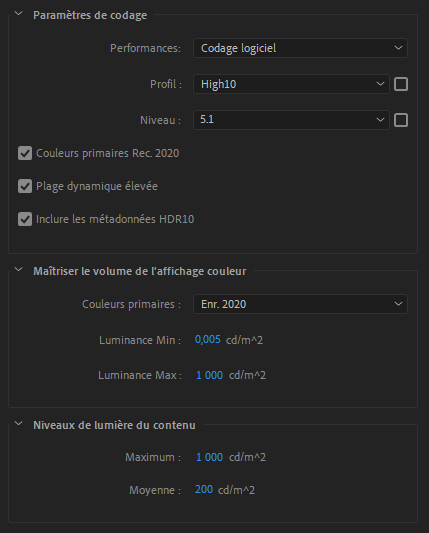 Paramètres de codage
Performances: Codage logiciel
Profil : High10
Niveau : 5.1
Couleurs primaires Rec. 2020
Plage dynamique élevée
Inclure les métadonnées HDR10
Maîtriser le volume de l'affichage couleur
Couleurs primaires : Enr. 2020
Luminance Min : 0,005 cd/m^2
Luminance Max : 1 000 cd/m^2
Niveaux de lumière du contenu
Maximum : 1 000 cd/m^2
Moyenne : 200 cd/m^2